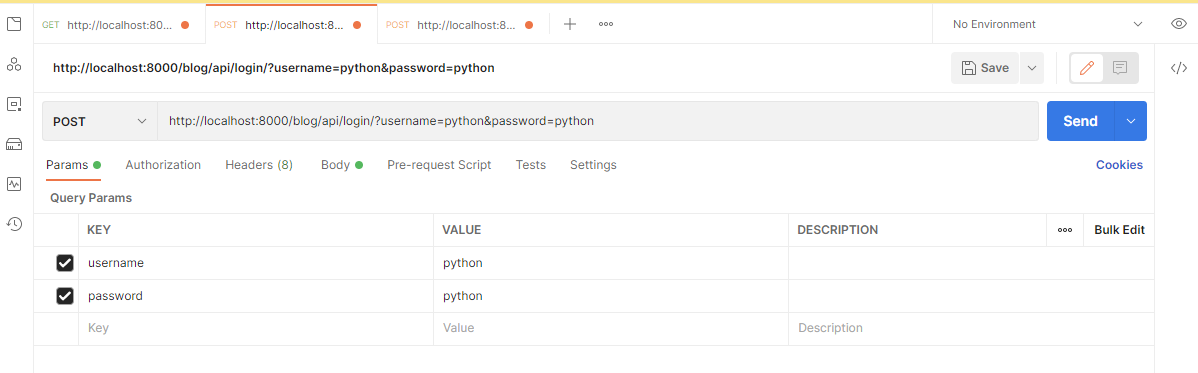 GET http://localhost:80... POST http://localhost:8... POST http://localhost:8... No Environment
http://localhost:8000/blog/api/login/?username=python&password=python Save
POST http://localhost:8000/blog/api/login/?username=python&password=python Send
Params Authorization Headers (8) Body Pre-request Script Tests Settings Cookies
Query Params
KEY VALUE DESCRIPTION Bulk Edit
username python
password python
Key Value Description